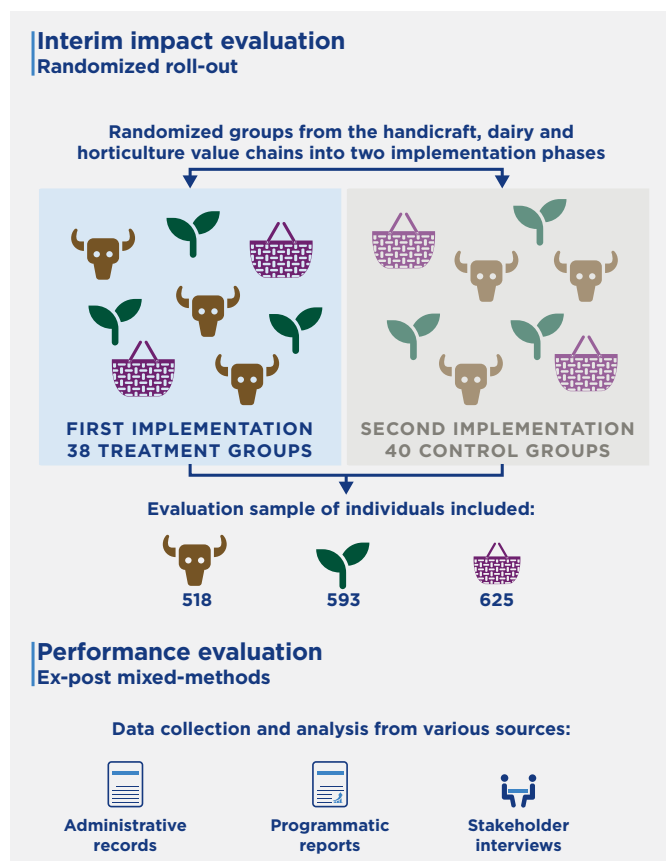 Interim impact evaluation
Randomized roll-out
Randomized groups from the handicraft, dairy and
horticulture value chains into two implementation phases
FIRST IMPLEMENTATION
38 TREATMENT GROUPS
SECOND IMPLEMENTATION
40 CONTROL GROUPS
Evaluation sample of individuals included:
518
593
625
Performance evaluation
Ex-post mixed-methods
Data collection and analysis from various sources:
Administrative
records
Programmatic
reports
Stakeholder
interviews